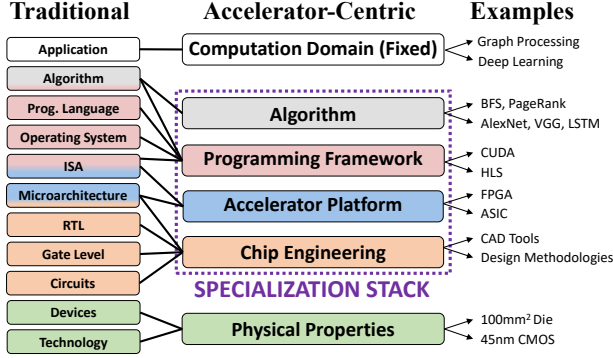 Traditional
Accelerator-Centric
Examples
Application
Algorithm
Prog. Language
Operating System
ISA
Microarchitecture
RTL
Gate Level
Circuits
Devices
Technology
Computation Domain (Fixed)
Algorithm
Programming Framework
Accelerator Platform
Chip Engineering
SPECIALIZATION STACK
Physical Properties
Graph Processing
Deep Learning
BFS, PageRank
AlexNet, VGG, LSTM
CUDA
HLS
FPGA
ASIC
CAD Tools
Design Methodologies
100mm² Die
45nm CMOS